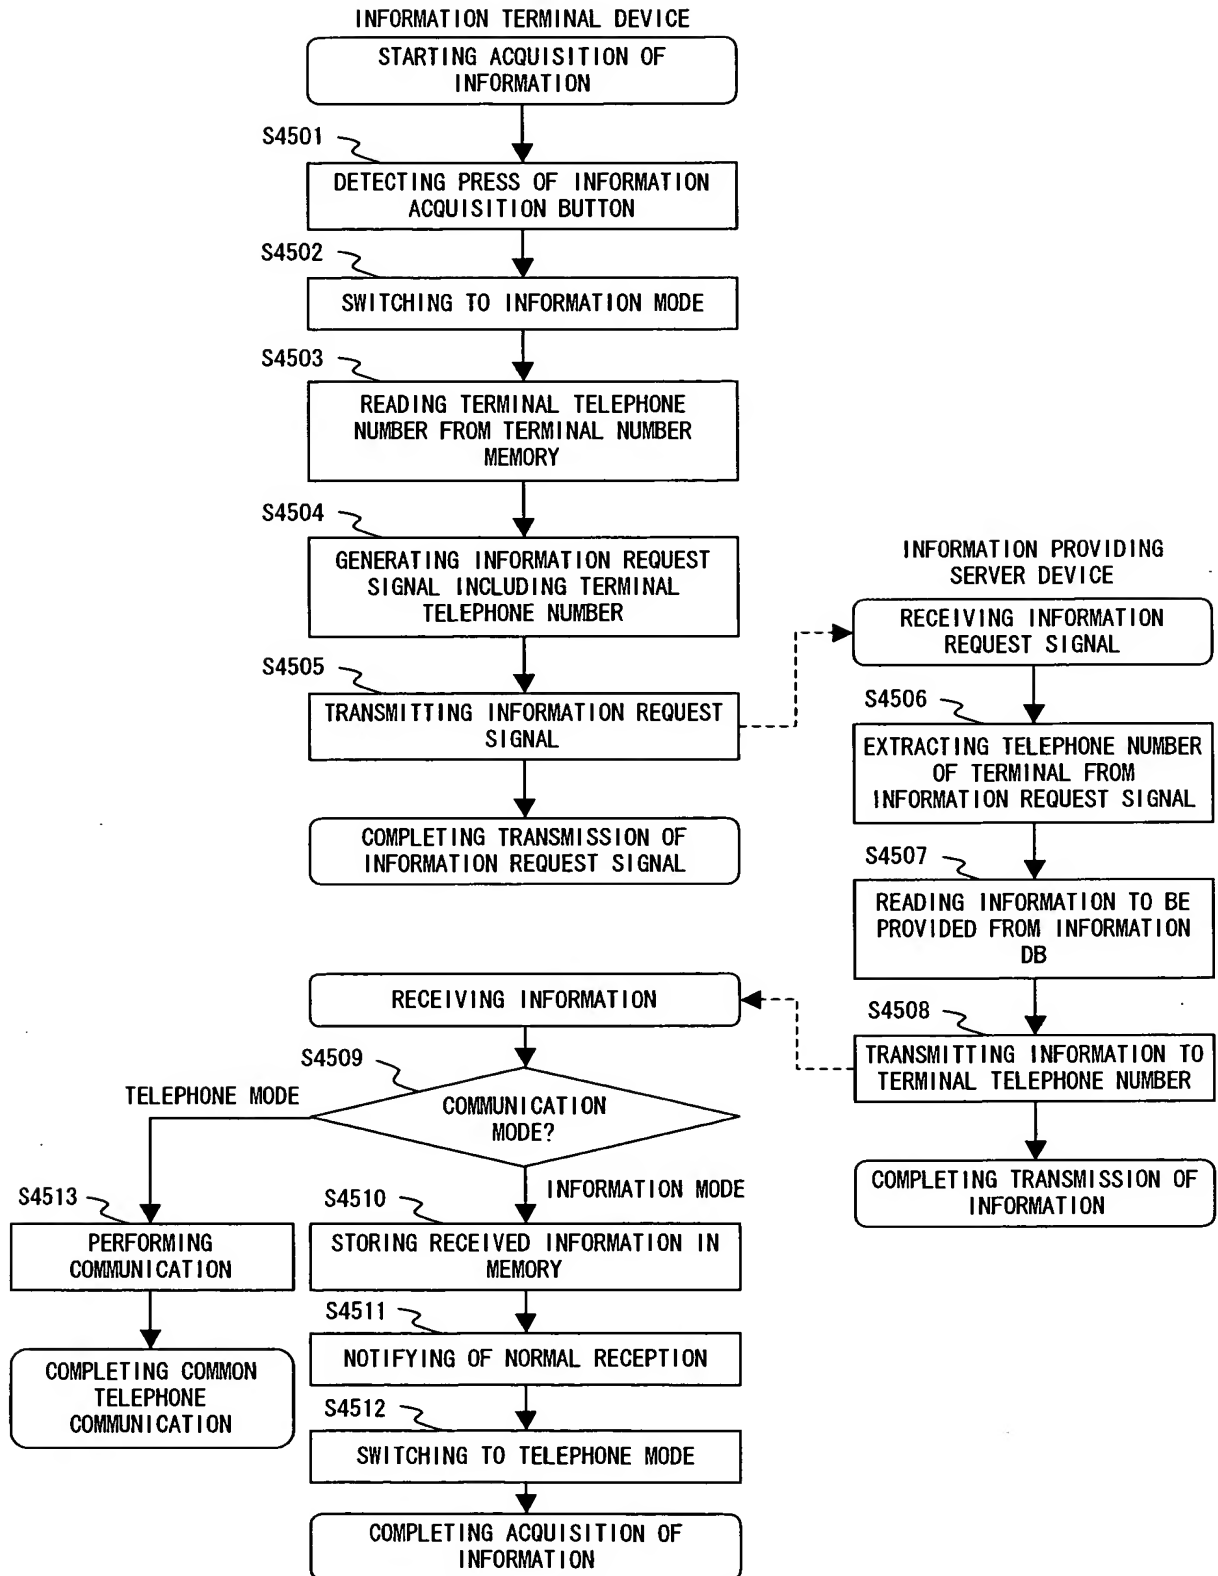 INFORMATION TERMINAL DEVICE
STARTING ACQUISITION OF
INFORMATION
S4501
DETECTING PRESS OF INFORMATION
ACQUISITION BUTTON
S4502
SWITCHING TO INFORMATION MODE
S4503
READING TERMINAL TELEPHONE
NUMBER FROM TERMINAL NUMBER
MEMORY
S4504
GENERATING INFORMATION REQUEST
SIGNAL INCLUDING TERMINAL
TELEPHONE NUMBER
S4505
TRANSMITTING INFORMATION REQUEST
SIGNAL
COMPLETING TRANSMISSION OF
INFORMATION REQUEST SIGNAL
INFORMATION PROVIDING
SERVER DEVICE
RECEIVING INFORMATION
REQUEST SIGNAL
S4506
EXTRACTING TELEPHONE NUMBER
OF TERMINAL FROM
INFORMATION REQUEST SIGNAL
S4507
READING INFORMATION TO BE
PROVIDED FROM INFORMATION
DB
S4508
TRANSMITTING INFORMATION TO
TERMINAL TELEPHONE NUMBER
COMPLETING TRANSMISSION OF
INFORMATION
RECEIVING INFORMATION
S4509
COMMUNICATION
MODE?
TELEPHONE MODE
INFORMATION MODE
S4513
PERFORMING
COMMUNICATION
COMPLETING COMMON
TELEPHONE
COMMUNICATION
S4510
STORING RECEIVED INFORMATION IN
MEMORY
S4511
NOTIFYING OF NORMAL RECEPTION
S4512
SWITCHING TO TELEPHONE MODE
COMPLETING ACQUISITION OF
INFORMATION